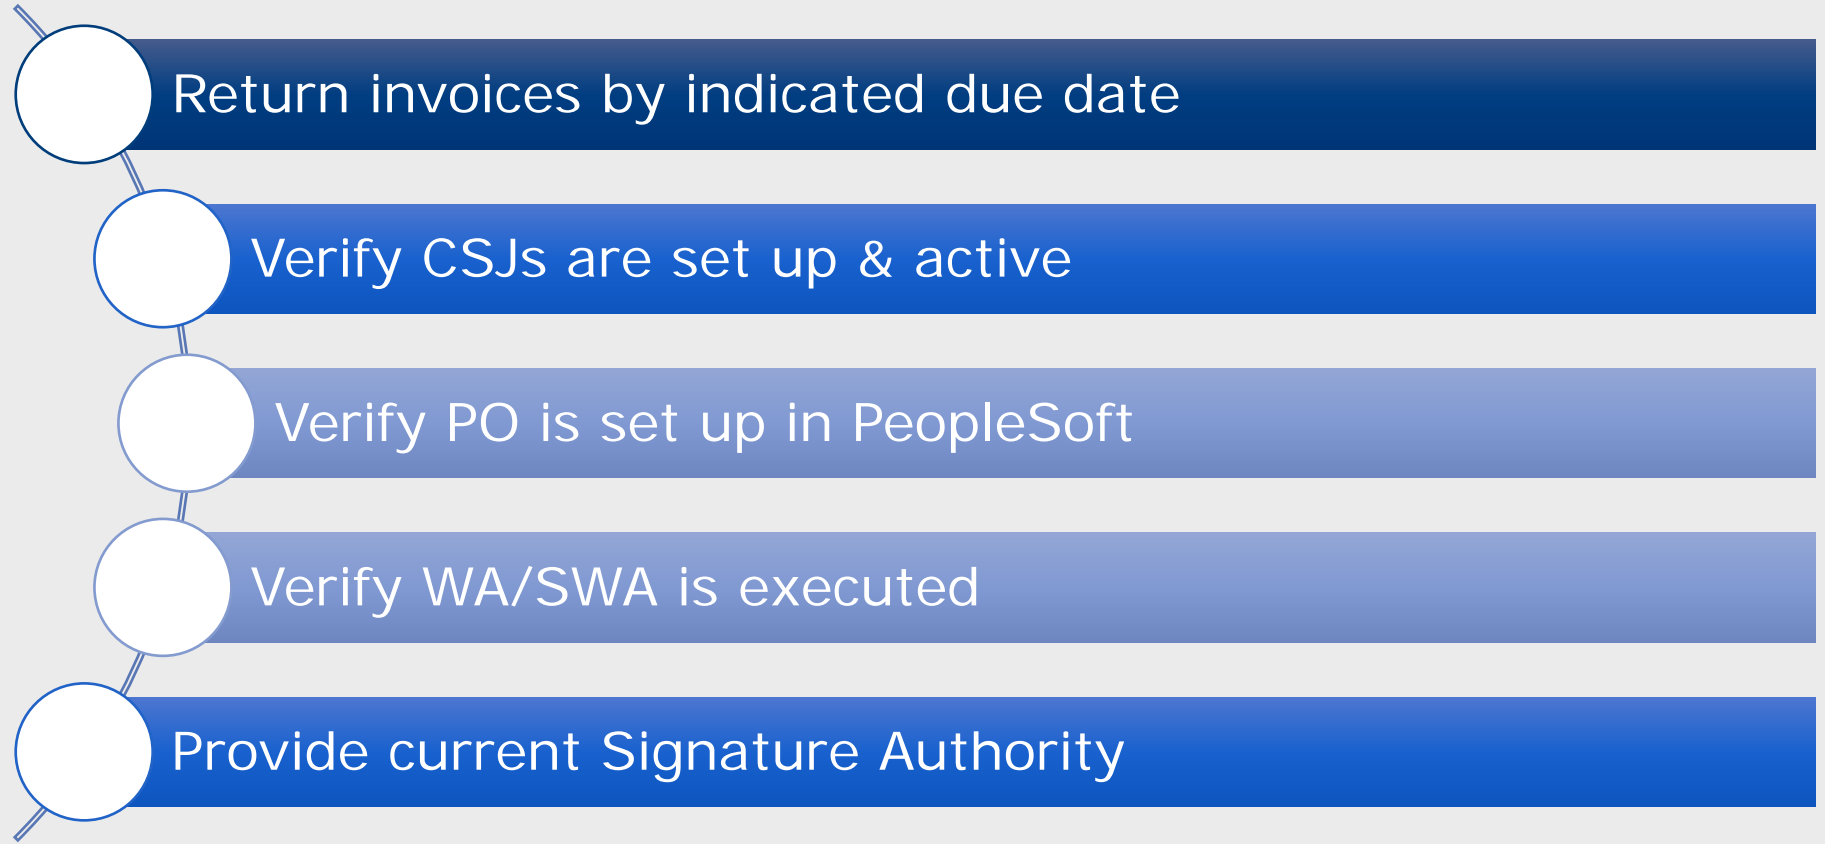 Return invoices by indicated due date
Verify CSJs are set up & active
Verify PO is set up in PeopleSoft
Verify WA/SWA is executed
Provide current Signature Authority